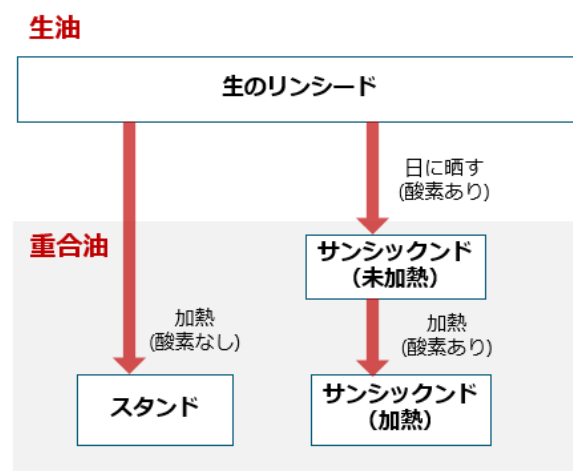 生油
生のリンシード
日に晒す
(酸素あり)
重合油
サンシックンド
（未加熱）
加熱
(酸素なし)
加熱
(酸素あり)
スタンド
サンシックンド
(加熱)